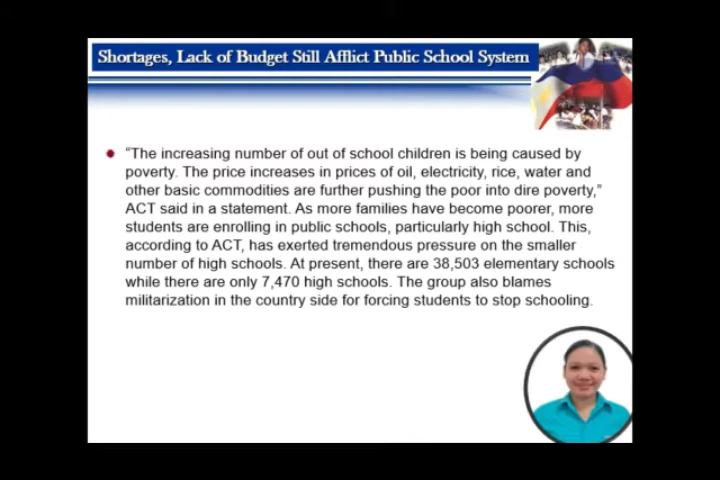 Shortages, Lack of Budget Still Afflict Public School System
“The increasing number of out of school children is being caused by
poverty. The price increases in prices of oil, electricity, rice, water and
other basic commodities are further pushing the poor into dire poverty,”
ACT said in a statement. As more families have become poorer, more
students are enrolling in public schools, particularly high school. This,
according to ACT, has exerted tremendous pressure on the smaller
number of high schools. At present, there are 38,503 elementary schools
while there are only 7,470 high schools. The group also blames
militarization in the country side for forcing students to stop schooling.